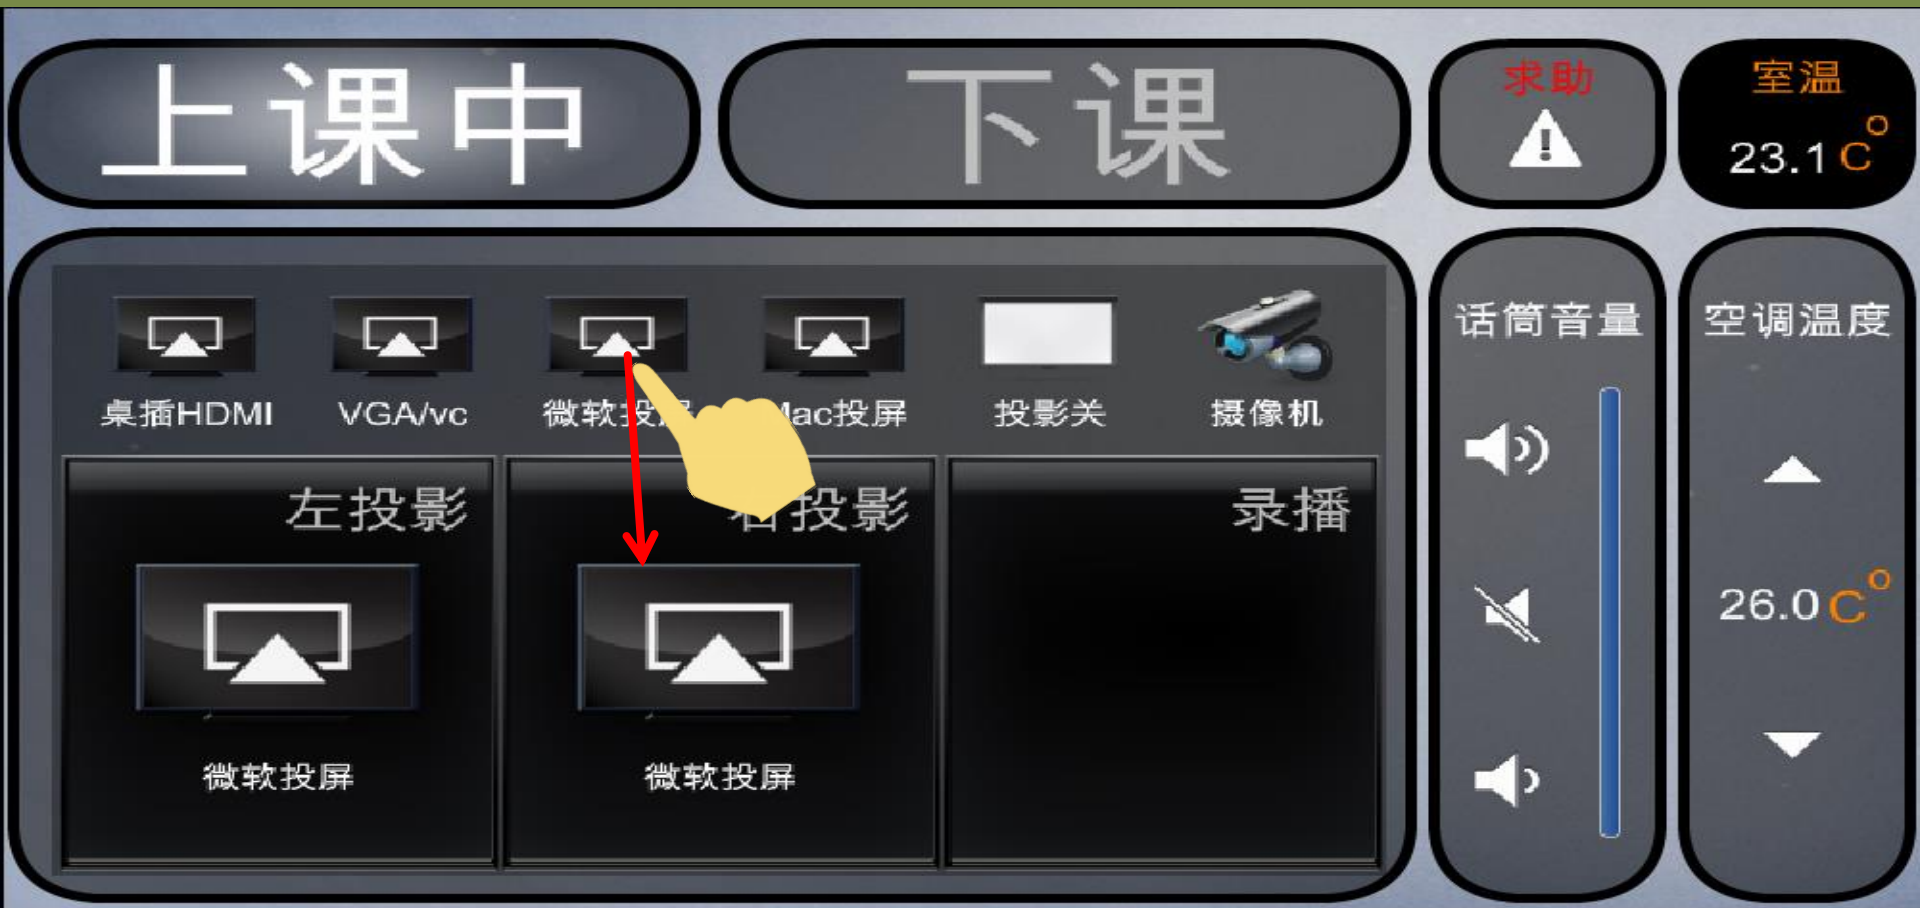 上课中
下课
求助
室温
23.1 C
桌插HDMI
VGA/vc
微软投屏
Mac投屏
投影关
摄像机
话筒音量
空调温度
左投影
右投影
录播
26.0 C
微软投屏
微软投屏